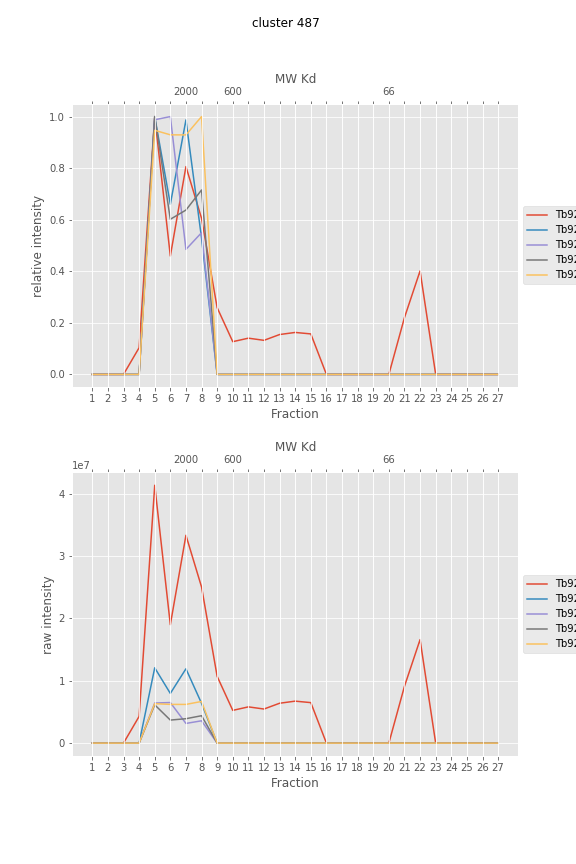 cluster 487
MW Kd
2000 600 66
1.0
0.8
0.6
0.4
0.2
0.0
relative intensity
Tb92
Tb92
Tb92
Tb92
Tb92
1 2 3 4 5 6 7 8 9 10 11 12 13 14 15 16 17 18 19 20 21 22 23 24 25 26 27
Fraction
MW Kd
2000 600 66
1e7
4
3
2
1
0
raw intensity
Tb92
Tb92
Tb92
Tb92
Tb92
1 2 3 4 5 6 7 8 9 10 11 12 13 14 15 16 17 18 19 20 21 22 23 24 25 26 27
Fraction